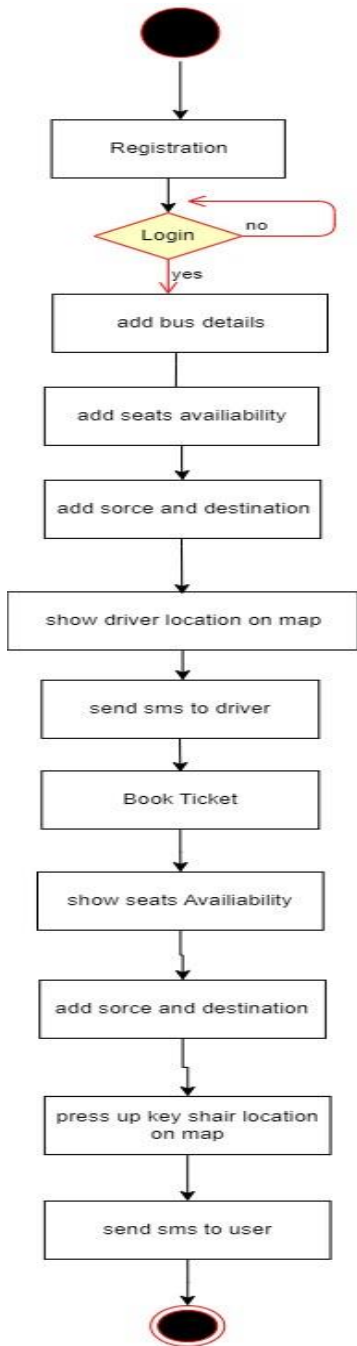 Registration
Login
no
yes
add bus details
add seats availiability
add sorce and destination
show driver location on map
send sms to driver
Book Ticket
show seats Availiability
add sorce and destination
press up key shair location
on map
send sms to user